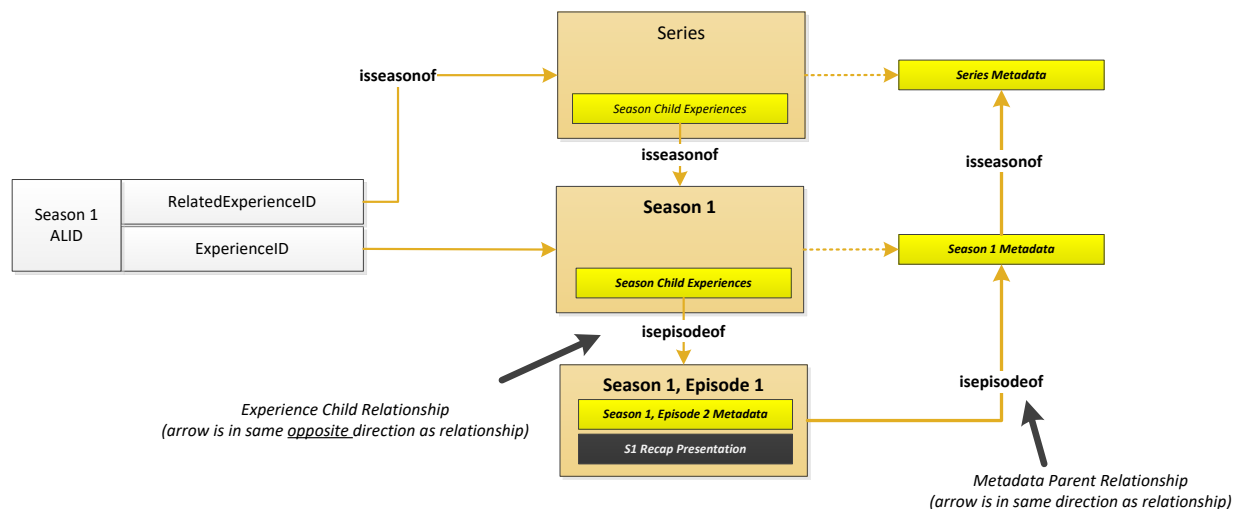 Series
isseasonof
Series Metadata
Season Child Experiences
isseasonof
isseasonof
Season 1
ALID
RelatedExperienceID
ExperienceID
Season 1
Season 1 Metadata
Season Child Experiences
isepisodeof
Season 1, Episode 1
isepisodeof
Season 1, Episode 2 Metadata
S1 Recap Presentation
Experience Child Relationship
(arrow is in same opposite direction as relationship)
Metadata Parent Relationship
(arrow is in same direction as relationship)